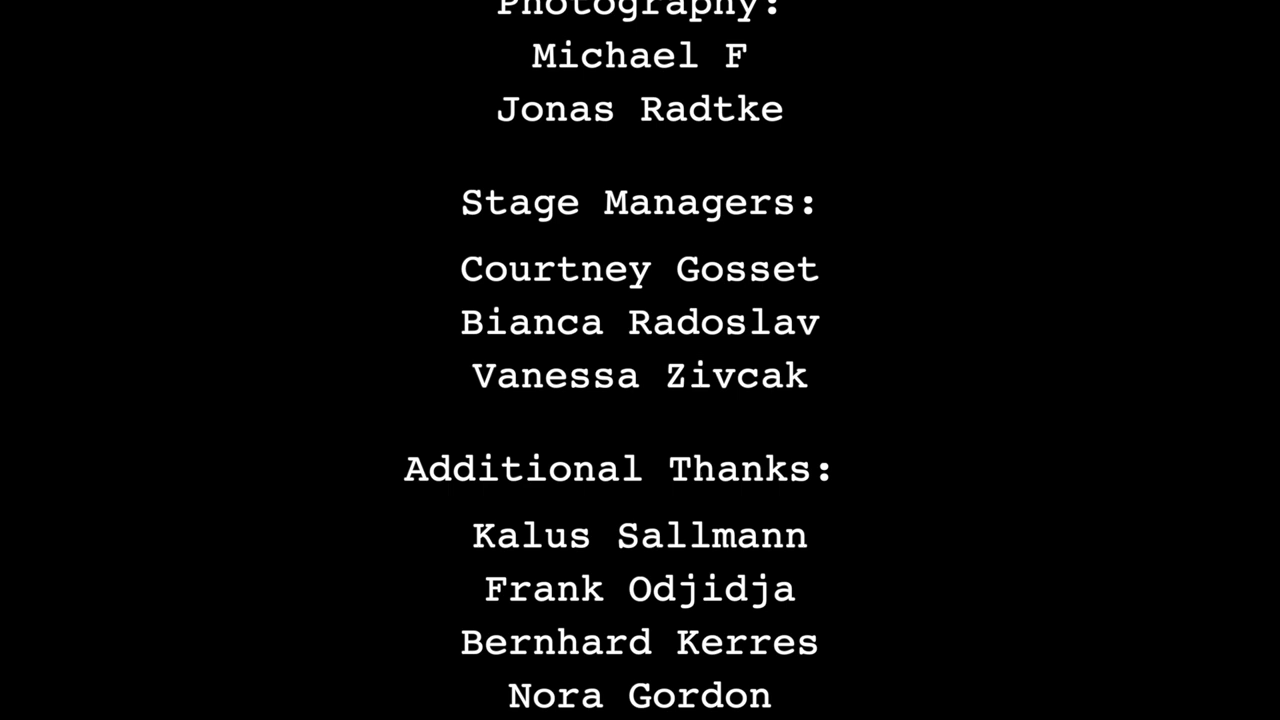 Photography:
Michael F
Jonas Radtke
Stage Managers:
Courtney Gosset
Bianca Radoslav
Vanessa Zivcak
Additional Thanks:
Kalus Sallmann
Frank Odjidja
Bernhard Kerres
Nora Gordon